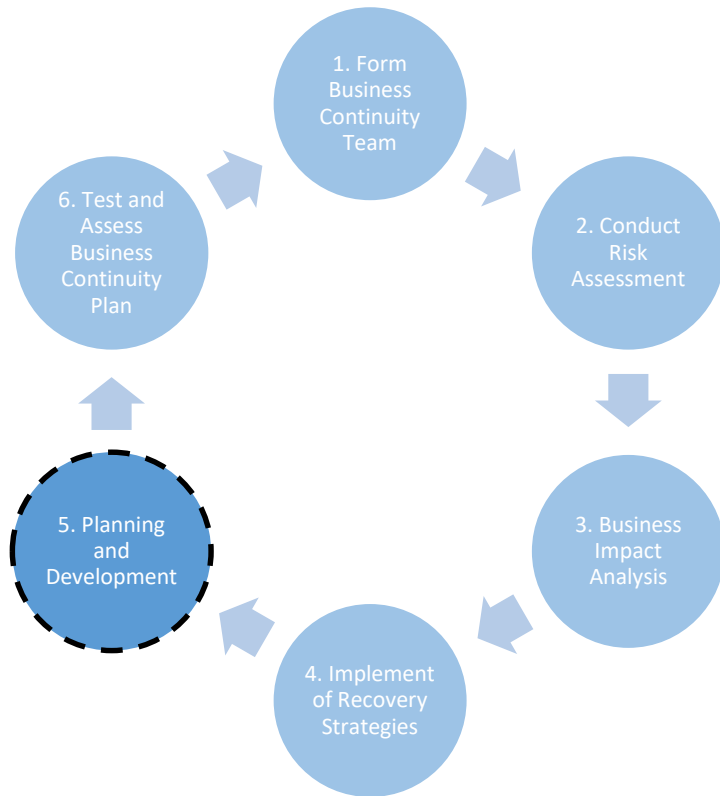 1. Form
Business
Continuity
Team
2. Conduct
Risk
Assessment
3. Business
Impact
Analysis
4. Implement
of Recovery
Strategies
5. Planning
and
Development
6. Test and
Assess
Business
Continuity
Plan